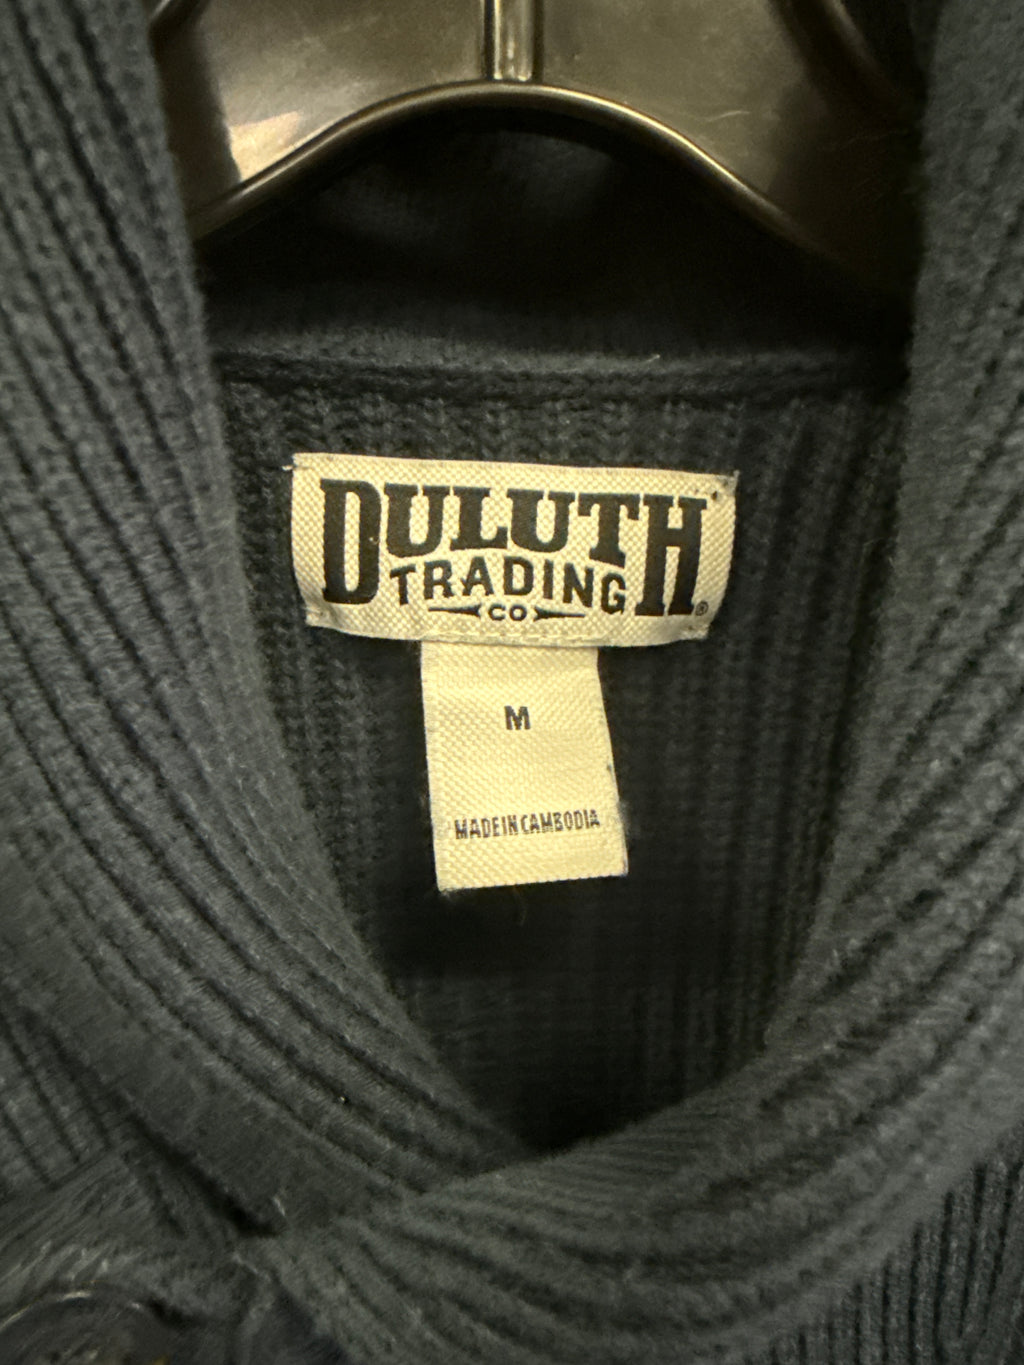 DULUTH
TRADING
CO
®
M
MADE IN CAMBODIA